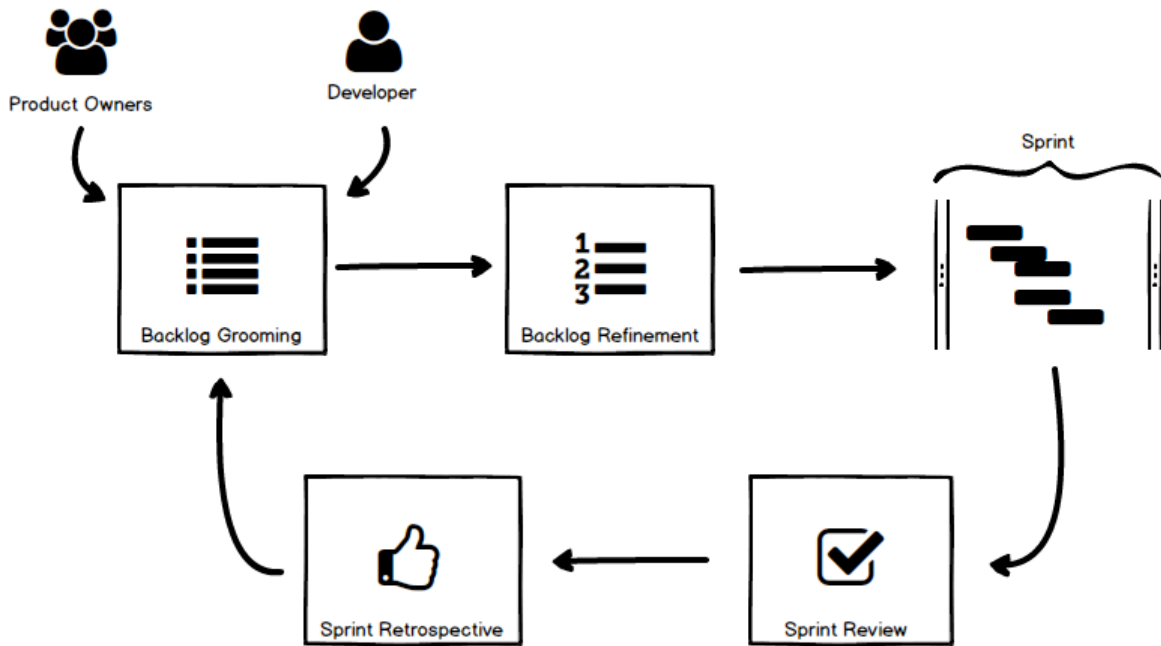 Product Owners
Developer
Sprint
Backlog Grooming
1
2
3
Backlog Refinement
Sprint Retrospective
Sprint Review